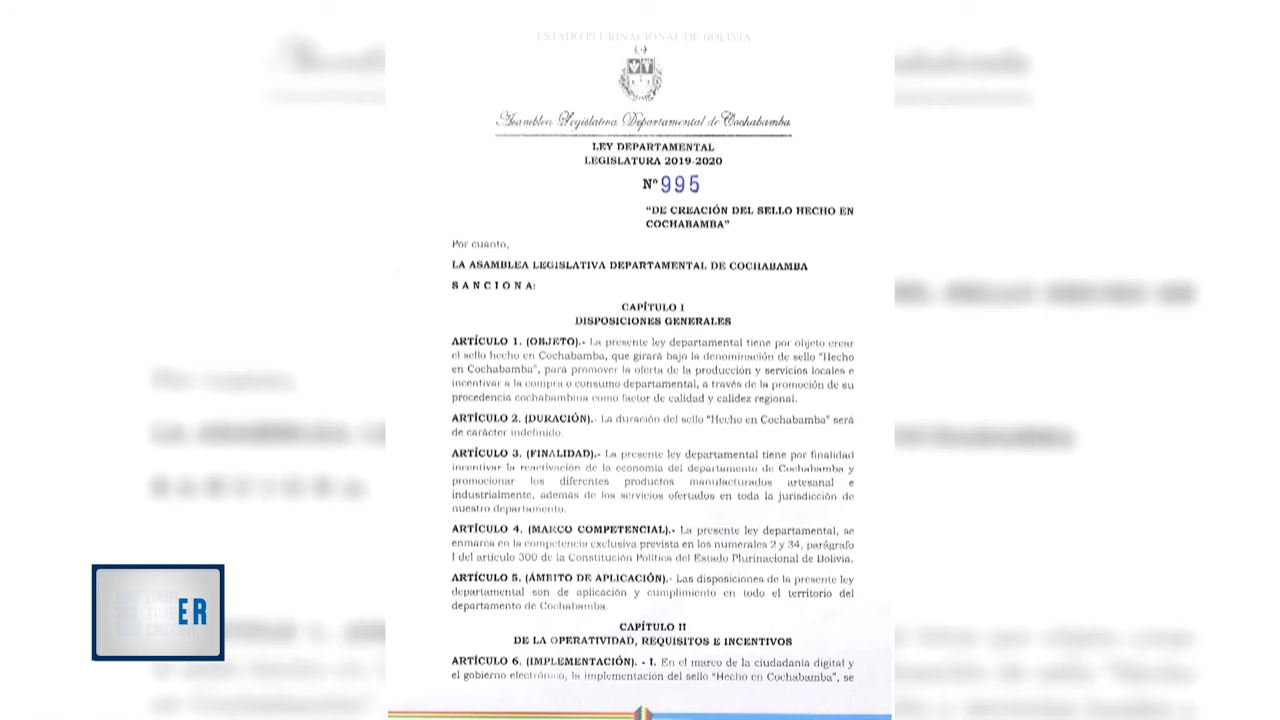 ESTADO PLURINACIONAL DE BOLIVIA
Asamblea Legislativa Departamental de Cochabamba
LEY DEPARTAMENTAL
LEGISLATURA 2019-2020
N° 995
"DE CREACIÓN DEL SELLO HECHO EN
COCHABAMBA"
Por cuanto,
LA ASAMBLEA LEGISLATIVA DEPARTAMENTAL DE COCHABAMBA
S A N C I O N A:
CAPÍTULO I
DISPOSICIONES GENERALES
ARTÍCULO 1. (OBJETO).- La presente ley departamental tiene por objeto crear
el sello hecho en Cochabamba, que girará bajo la denominación de sello "Hecho
en Cochabamba", para promover la oferta de la producción y servicios locales e
incentivar a la compra o consumo departamental, a través de la promoción de su
procedencia cochabambina como factor de calidad y calidez regional.
ARTÍCULO 2. (DURACIÓN).- La duración del sello "Hecho en Cochabamba" será
de carácter indefinido.
ARTÍCULO 3. (FINALIDAD).- La presente ley departamental tiene por finalidad
incentivar la reactivación de la economía del departamento de Cochabamba y
promocionar los diferentes productos manufacturados artesanal e
industrialmente, además de los servicios ofertados en toda la jurisdicción de
nuestro departamento.
ARTÍCULO 4. (MARCO COMPETENCIAL).- La presente ley departamental, se
enmarca en la competencia exclusiva prevista en los numerales 2 y 34, parágrafo
I del artículo 300 de la Constitución Política del Estado Plurinacional de Bolivia.
ARTÍCULO 5. (ÁMBITO DE APLICACIÓN).- Las disposiciones de la presente ley
departamental son de aplicación y cumplimiento en todo el territorio del
departamento de Cochabamba.
CAPÍTULO II
DE LA OPERATIVIDAD, REQUISITOS E INCENTIVOS
ARTÍCULO 6. (IMPLEMENTACIÓN). - I. En el marco de la ciudadanía digital y
el gobierno electrónico, la implementación del sello "Hecho en Cochabamba", se
ER